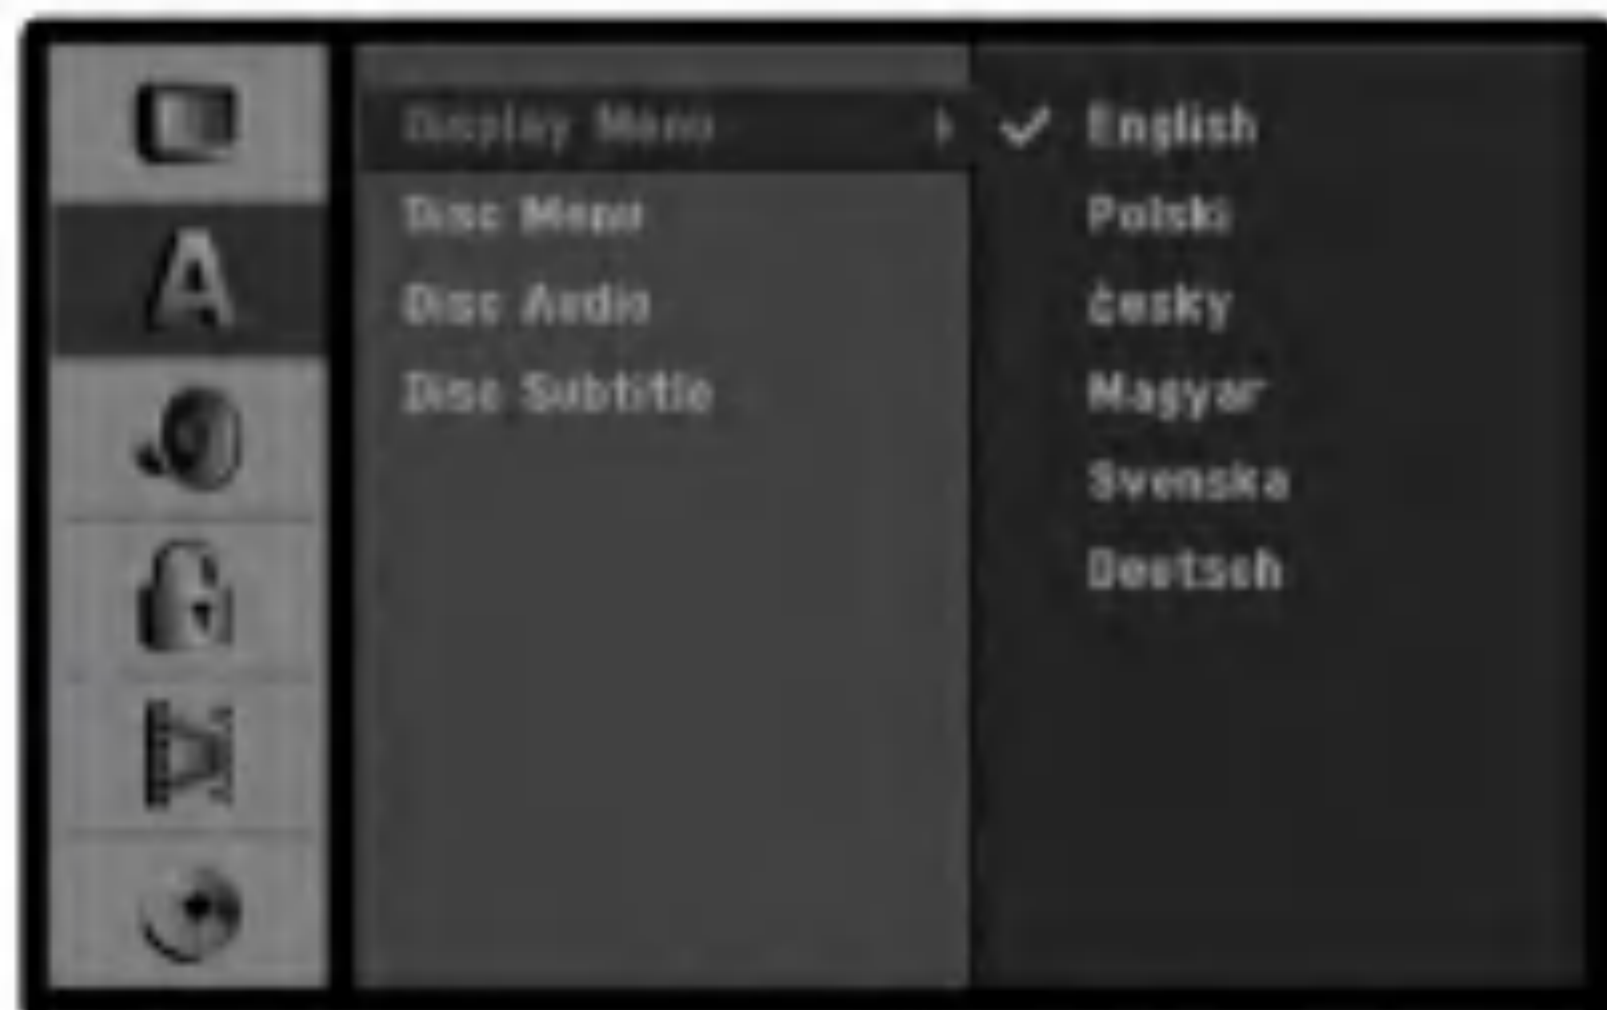 Display Menu
Disc Menu
Disc Audio
Disc Subtitle
English
Polski
česky
Magyar
Svenska
Deutsch